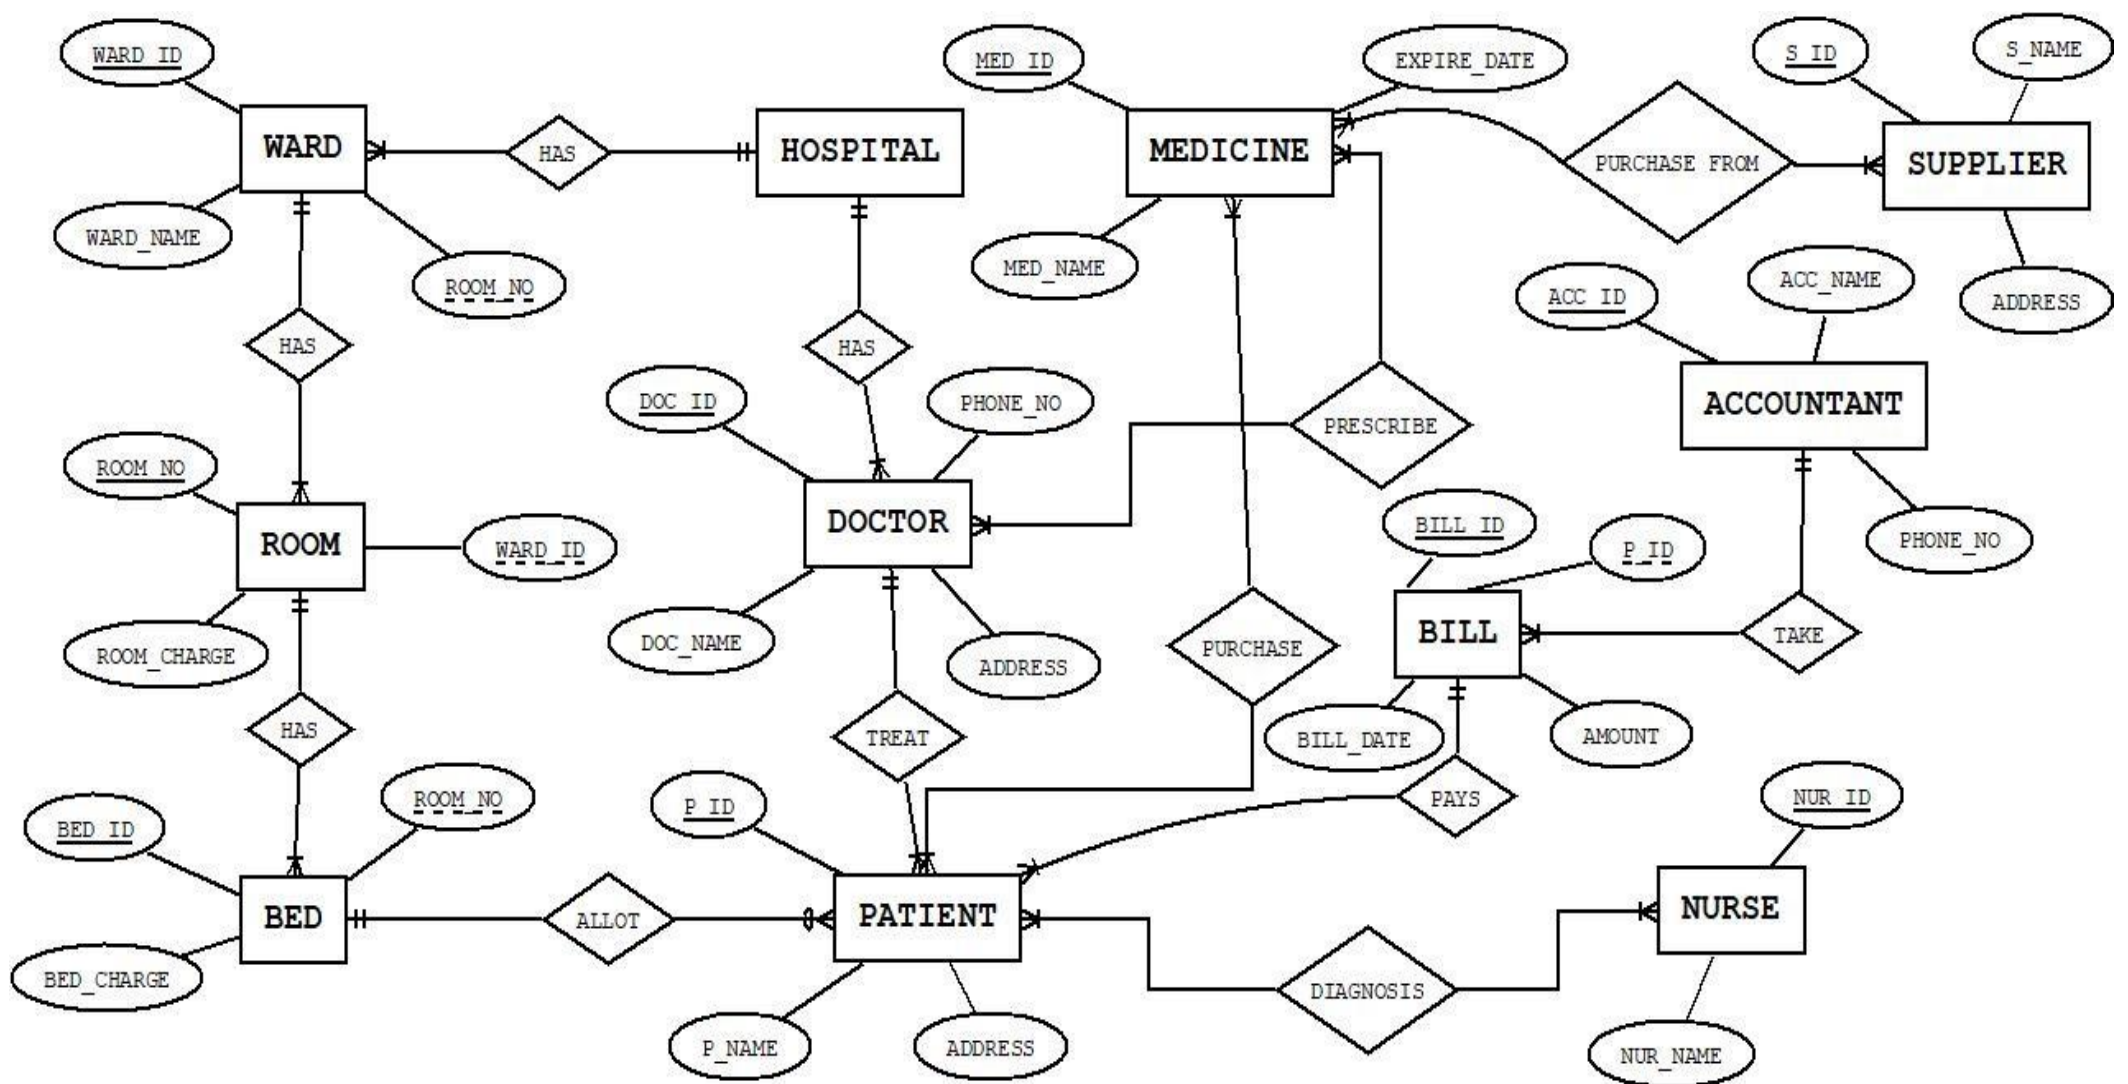 WARD_ID
WARD
WARD_NAME
ROOM_NO
HAS
HOSPITAL
MED_ID
EXPIRE_DATE
MEDICINE
MED_NAME
PURCHASE FROM
S_ID
S_NAME
SUPPLIER
ADDRESS
HAS
HAS
ACC_ID
ACC_NAME
ACCOUNTANT
PHONE_NO
DOC_ID
PHONE_NO
DOCTOR
DOC_NAME
ADDRESS
PRESCRIBE
ROOM_NO
ROOM
WARD_ID
ROOM_CHARGE
BILL_ID
P_ID
BILL
BILL_DATE
AMOUNT
TAKE
PURCHASE
HAS
TREAT
PAYS
BED_ID
ROOM_NO
BED
BED_CHARGE
ALLOT
P_ID
PATIENT
P_NAME
ADDRESS
DIAGNOSIS
NUR_ID
NURSE
NUR_NAME